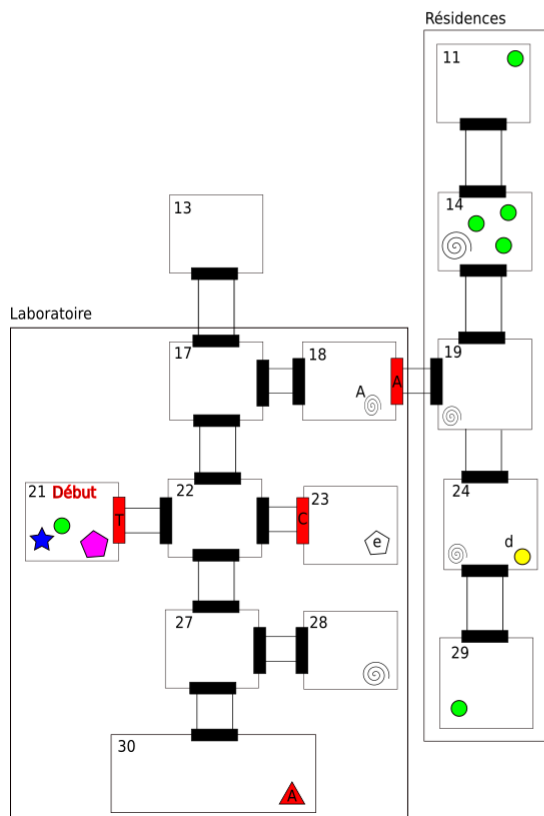 Résidences
11
14
13
Laboratoire
17
18
A
A
19
21 Début
T
22
C
23
e
24
d
27
28
29
30
A